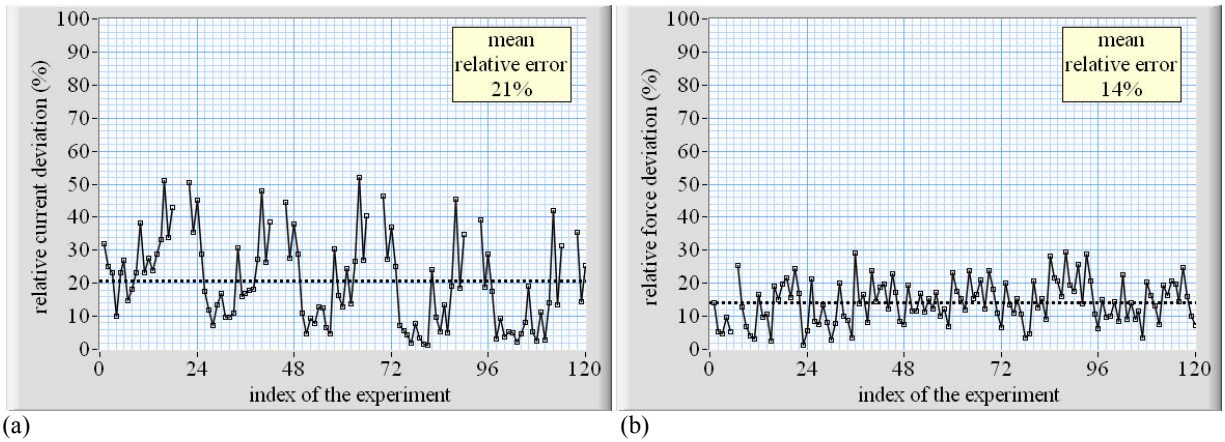 100
90
80
70
60
50
40
30
20
10
0
relative current deviation (%)
mean
relative error
21%
0 24 48 72 96 120
index of the experiment
(a)
100
90
80
70
60
50
40
30
20
10
0
relative force deviation (%)
mean
relative error
14%
0 24 48 72 96 120
index of the experiment
(b)